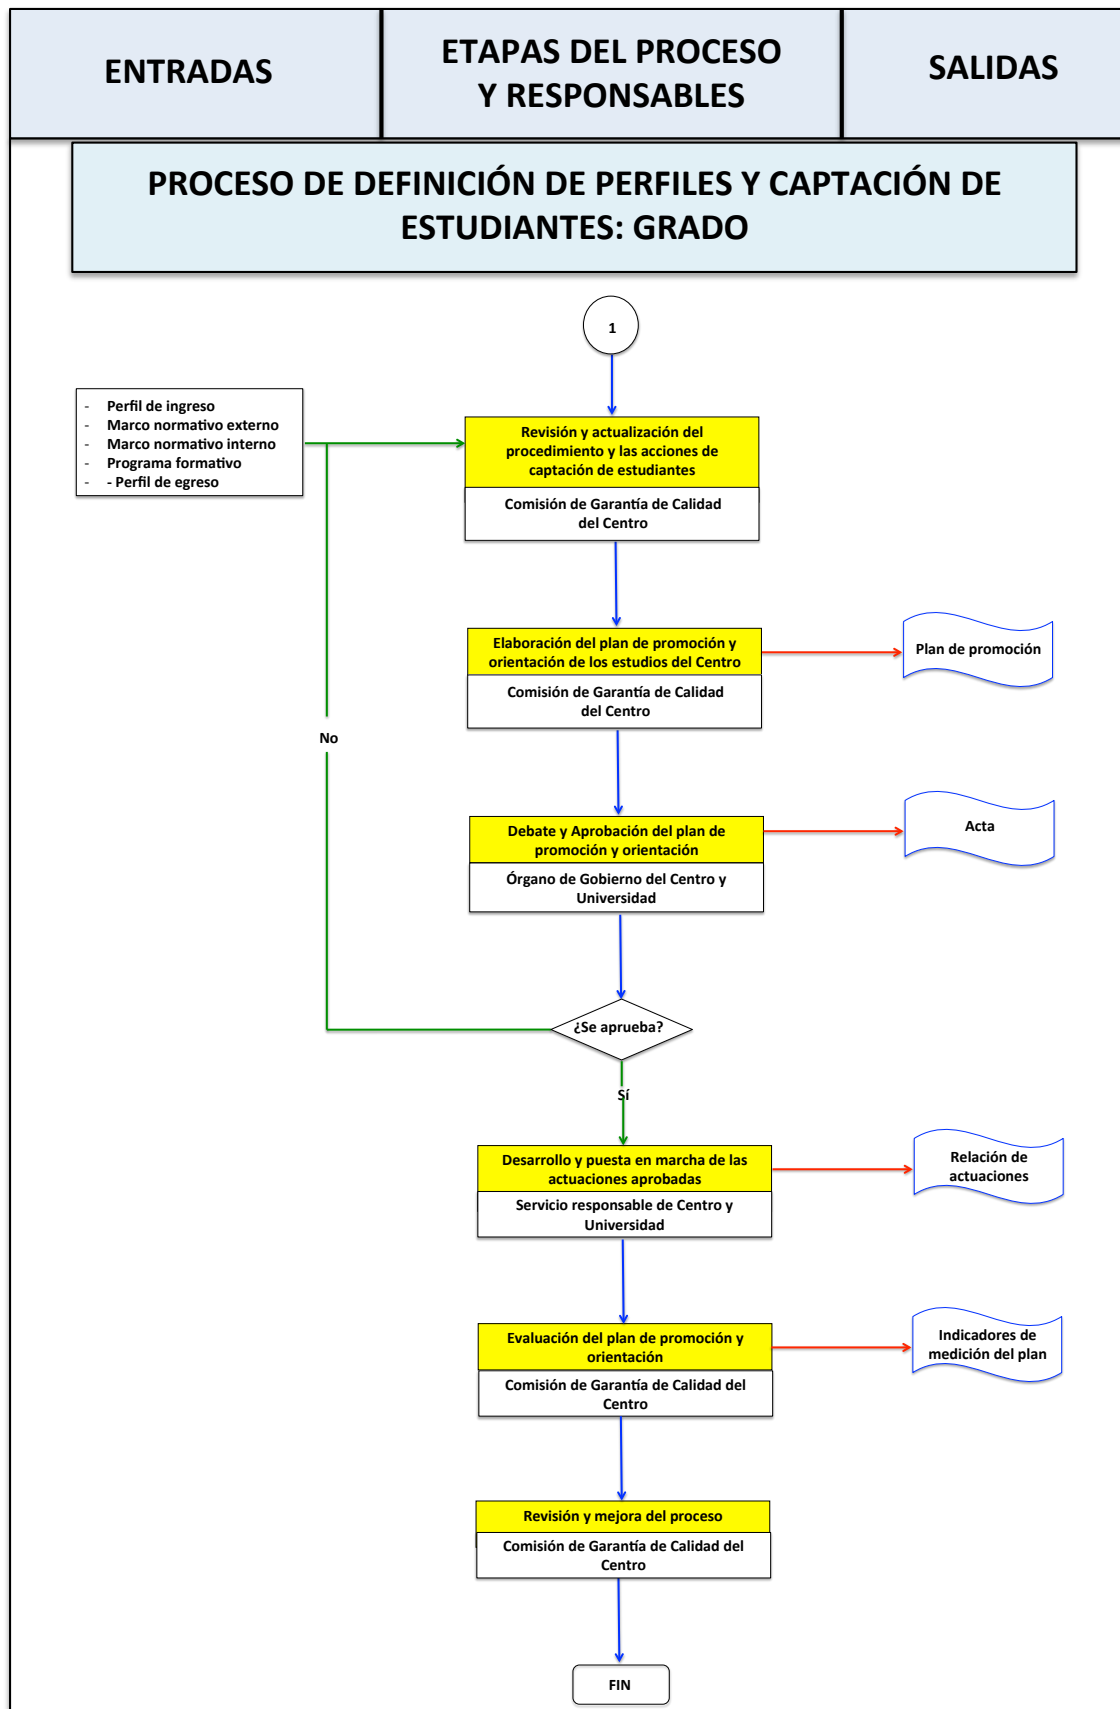 ENTRADAS
ETAPAS DEL PROCESO
Y RESPONSABLES
SALIDAS
PROCESO DE DEFINICIÓN DE PERFILES Y CAPTACIÓN DE
ESTUDIANTES: GRADO
1
- Perfil de ingreso
- Marco normativo externo
- Marco normativo interno
- Programa formativo
- - Perfil de egreso
Revisión y actualización del
procedimiento y las acciones de
captación de estudiantes
Comisión de Garantía de Calidad
del Centro
Elaboración del plan de promoción y
orientación de los estudios del Centro
Comisión de Garantía de Calidad
del Centro
Plan de promoción
No
Debate y Aprobación del plan de
promoción y orientación
Órgano de Gobierno del Centro y
Universidad
Acta
¿Se aprueba?
Sí
Desarrollo y puesta en marcha de las
actuaciones aprobadas
Servicio responsable de Centro y
Universidad
Relación de
actuaciones
Evaluación del plan de promoción y
orientación
Comisión de Garantía de Calidad del
Centro
Indicadores de
medición del plan
Revisión y mejora del proceso
Comisión de Garantía de Calidad del
Centro
FIN